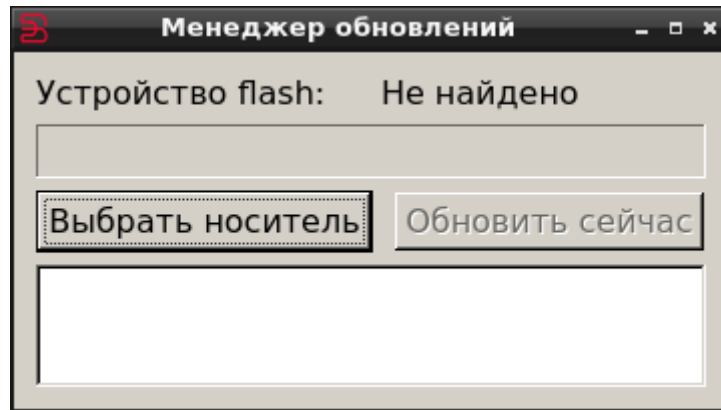 Менеджер обновлений
Устройство flash: Не найдено
Выбрать носитель Обновить сейчас